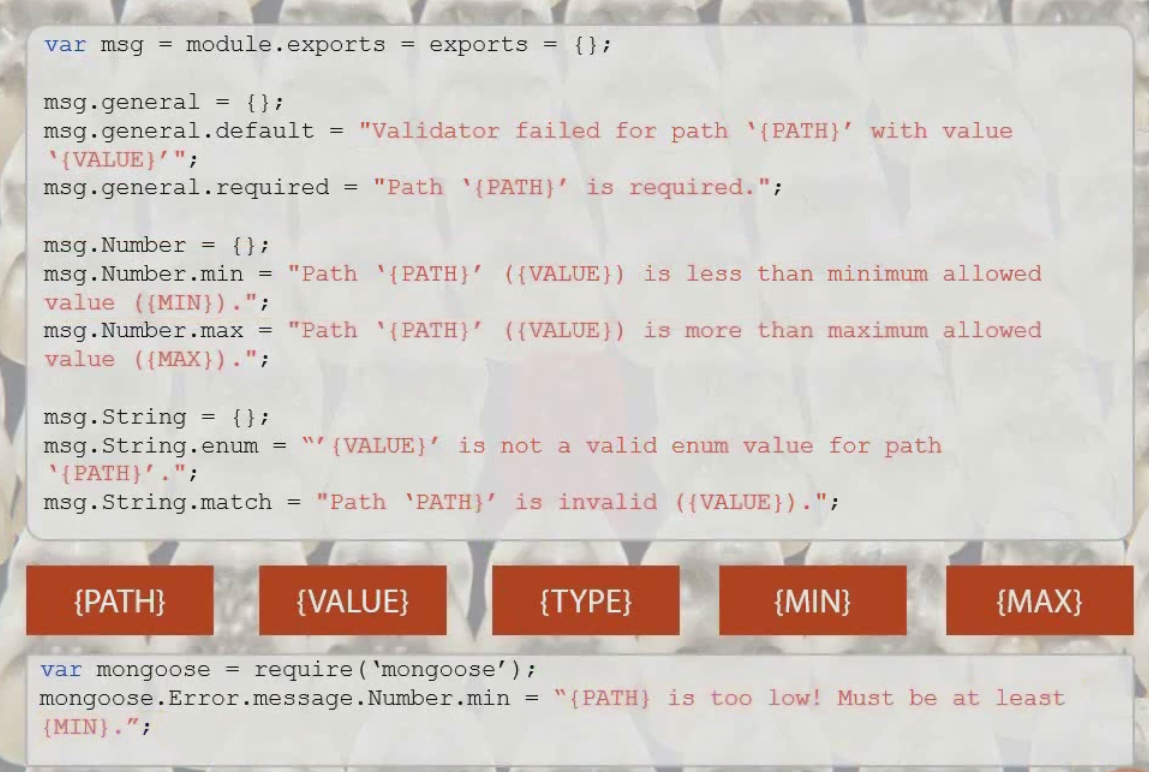 var msg = module.exports = exports = {};
msg.general = {};
msg.general.default = "Validator failed for path ‘{PATH}’ with value
‘{VALUE}’";
msg.general.required = "Path ‘{PATH}’ is required.";
msg.Number = {};
msg.Number.min = "Path ‘{PATH}’ ({VALUE}) is less than minimum allowed
value ({MIN}).";
msg.Number.max = "Path ‘{PATH}’ ({VALUE}) is more than maximum allowed
value ({MAX}).";
msg.String = {};
msg.String.enum = “’{VALUE}’ is not a valid enum value for path
‘{PATH}’.";
msg.String.match = "Path ‘PATH}’ is invalid ({VALUE}).";
{PATH} {VALUE} {TYPE} {MIN} {MAX}
var mongoose = require(‘mongoose’);
mongoose.Error.message.Number.min = “{PATH} is too low! Must be at least
{MIN}.”;